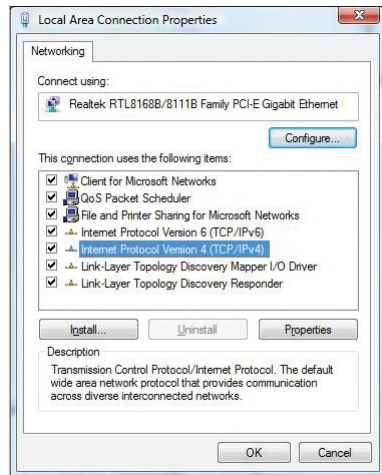 Local Area Connection Properties
Networking
Connect using:
Realtek RTL8168B/8111B Family PCI-E Gigabit Ethernet
Configure...
This connection uses the following items:
Client for Microsoft Networks
QoS Packet Scheduler
File and Printer Sharing for Microsoft Networks
Internet Protocol Version 6 (TCP/IPv6)
Internet Protocol Version 4 (TCP/IPv4)
Link-Layer Topology Discovery Mapper I/O Driver
Link-Layer Topology Discovery Responder
Install... Uninstall Properties
Description
Transmission Control Protocol/Internet Protocol. The default
wide area network protocol that provides communication
across diverse interconnected networks.
OK Cancel